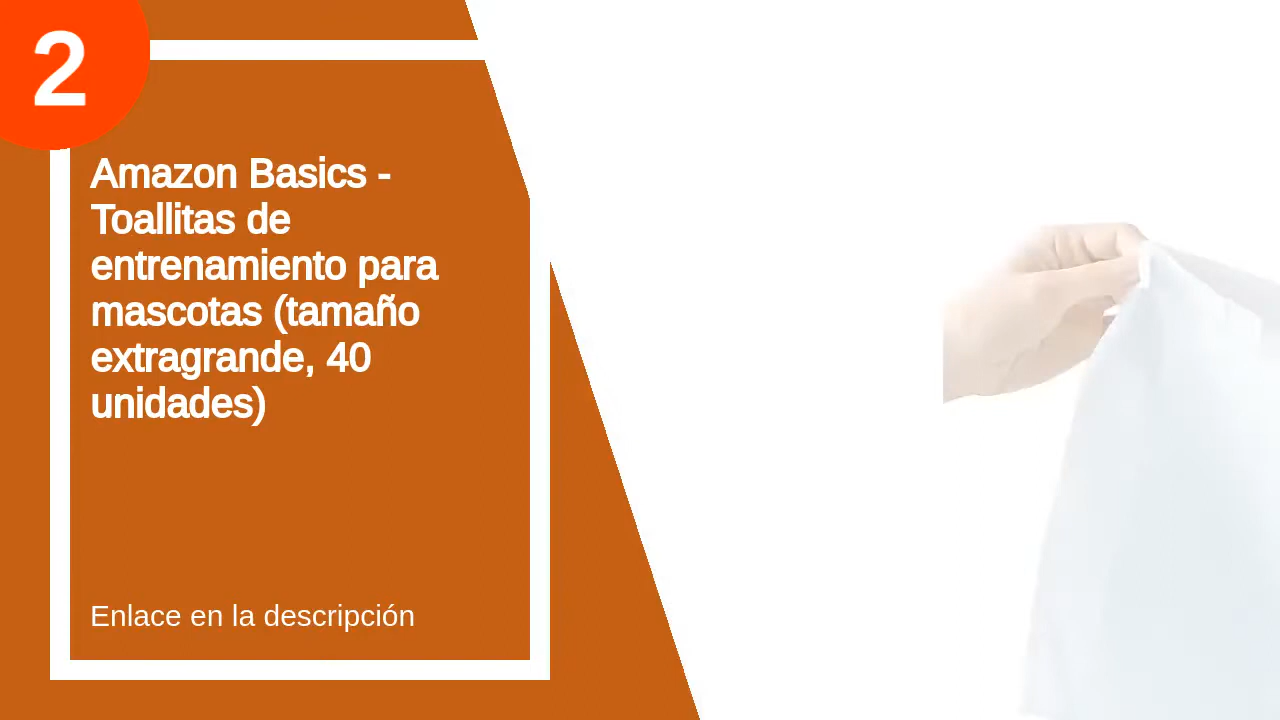 2
Amazon Basics -
Toallitas de
entrenamiento para
mascotas (tamaño
extragrande, 40
unidades)
Enlace en la descripción